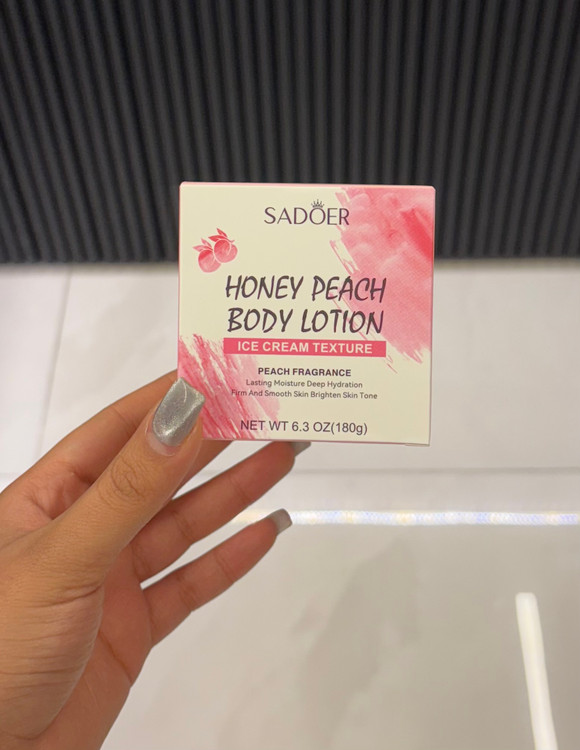 SADOER
HONEY PEACH
BODY LOTION
ICE CREAM TEXTURE
PEACH FRAGRANCE
Lasting Moisture Deep Hydration
Firm And Smooth Skin Brighten Skin Tone
NET WT 6.3 OZ(180g)